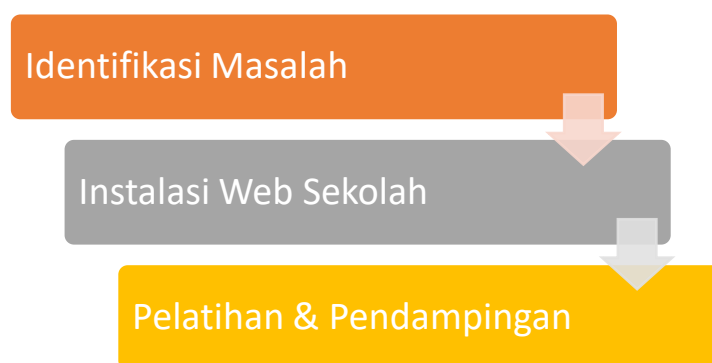 Identifikasi Masalah
Instalasi Web Sekolah
Pelatihan & Pendampingan